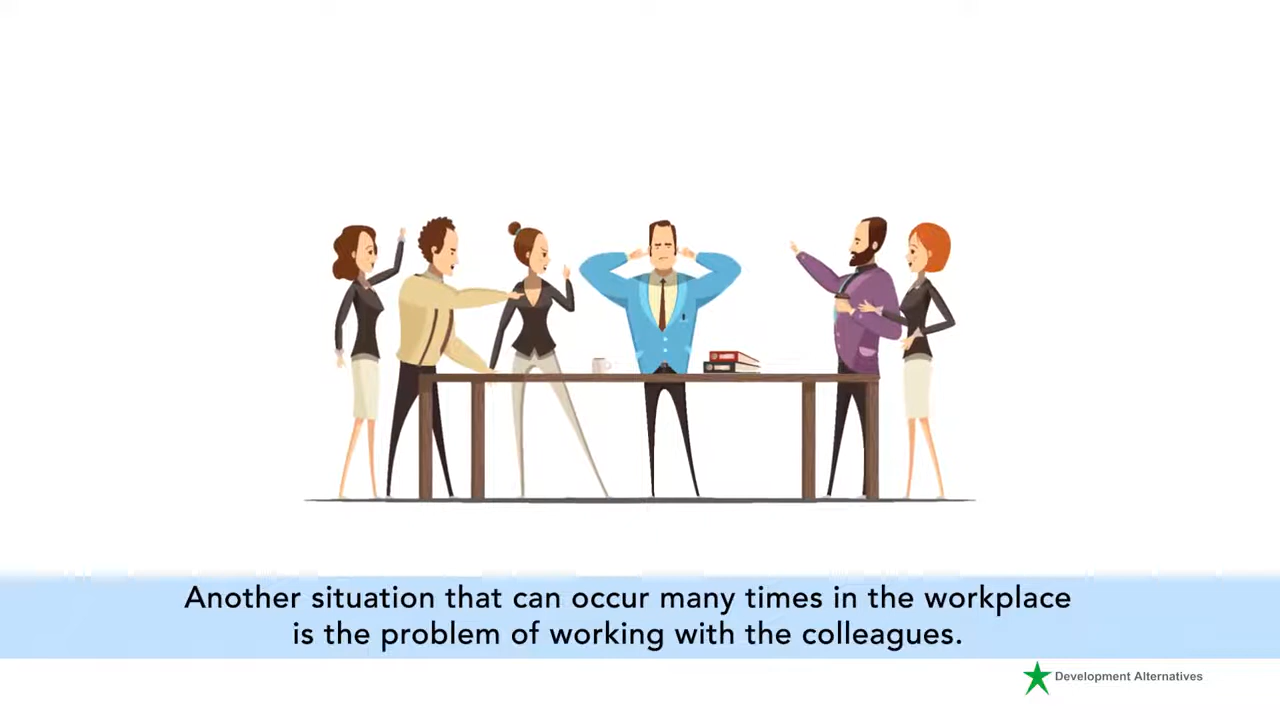 Another situation that can occur many times in the workplace
is the problem of working with the colleagues.
Development Alternatives